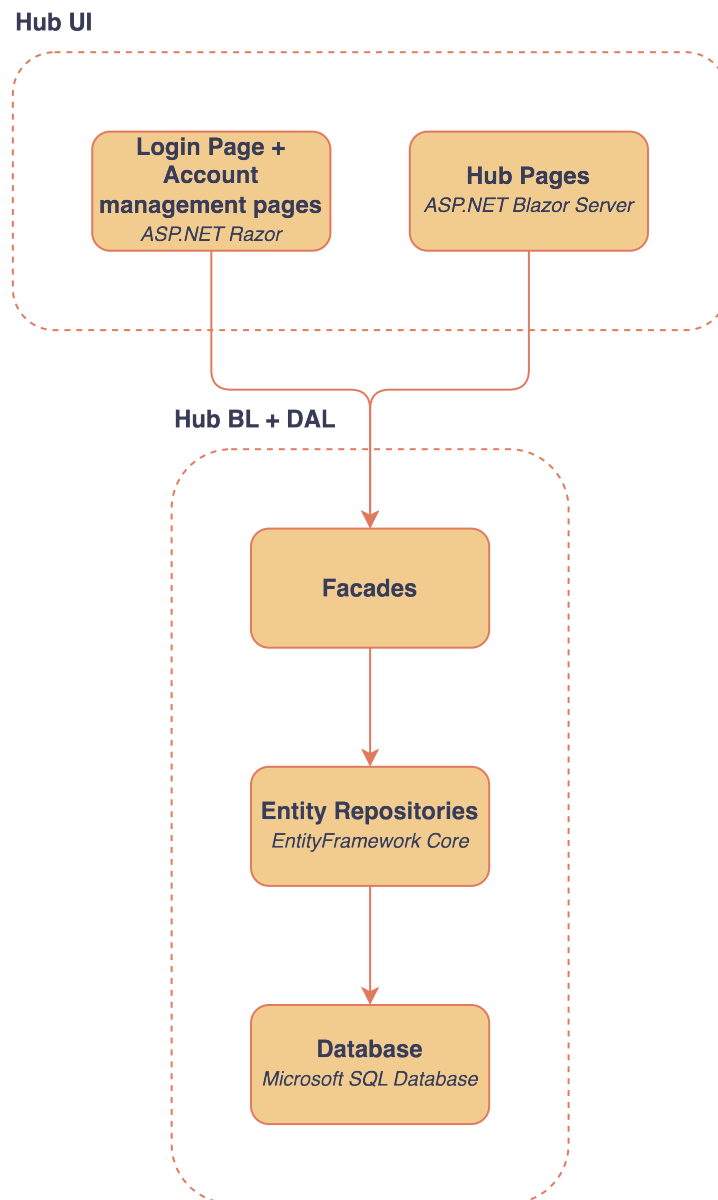 Hub UI
Login Page +
Account
management pages
ASP.NET Razor
Hub Pages
ASP.NET Blazor Server
Hub BL + DAL
Facades
Entity Repositories
EntityFramework Core
Database
Microsoft SQL Database